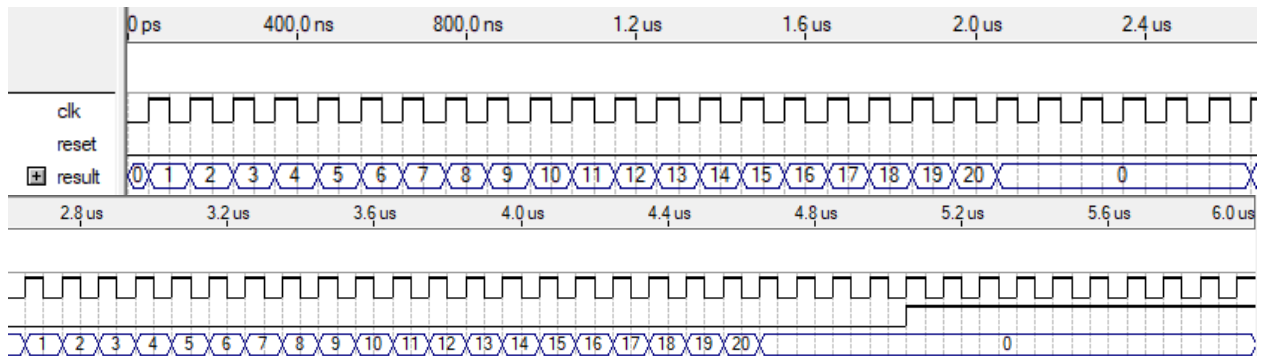 0 ps 400.0 ns 800.0 ns 1.2 us 1.6 us 2.0 us 2.4 us
clk
reset
result 0 1 2 3 4 5 6 7 8 9 10 11 12 13 14 15 16 17 18 19 20 0
2.8 us 3.2 us 3.6 us 4.0 us 4.4 us 4.8 us 5.2 us 5.6 us 6.0 us
1 2 3 4 5 6 7 8 9 10 11 12 13 14 15 16 17 18 19 20 0